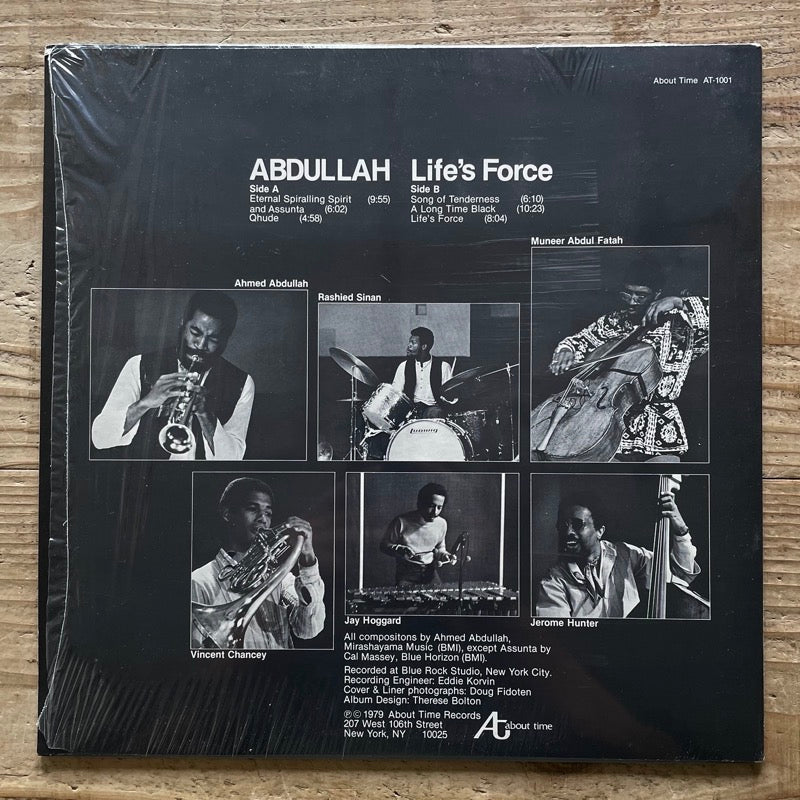 About Time AT-1001
ABDULLAH Life's Force
Side A
Eternal Spiralling Spirit (9:55)
and Assunta (6:02)
Qhude (4:58)
Side B
Song of Tenderness (6:10)
A Long Time Black (10:23)
Life's Force (8:04)
Muneer Abdul Fatah
Ahmed Abdullah
Rashied Sinan
Ludwig
Vincent Chancey
Jay Hoggard
Jerome Hunter
All compositons by Ahmed Abdullah,
Mirashayama Music (BMI), except Assunta by
Cal Massey, Blue Horizon (BMI).
Recorded at Blue Rock Studio, New York City.
Recording Engineer: Eddie Korvin
Cover & Liner photographs: Doug Fidoten
Album Design: Therese Bolton
℗ © 1979 About Time Records
207 West 106th Street
New York, NY 10025
At about time